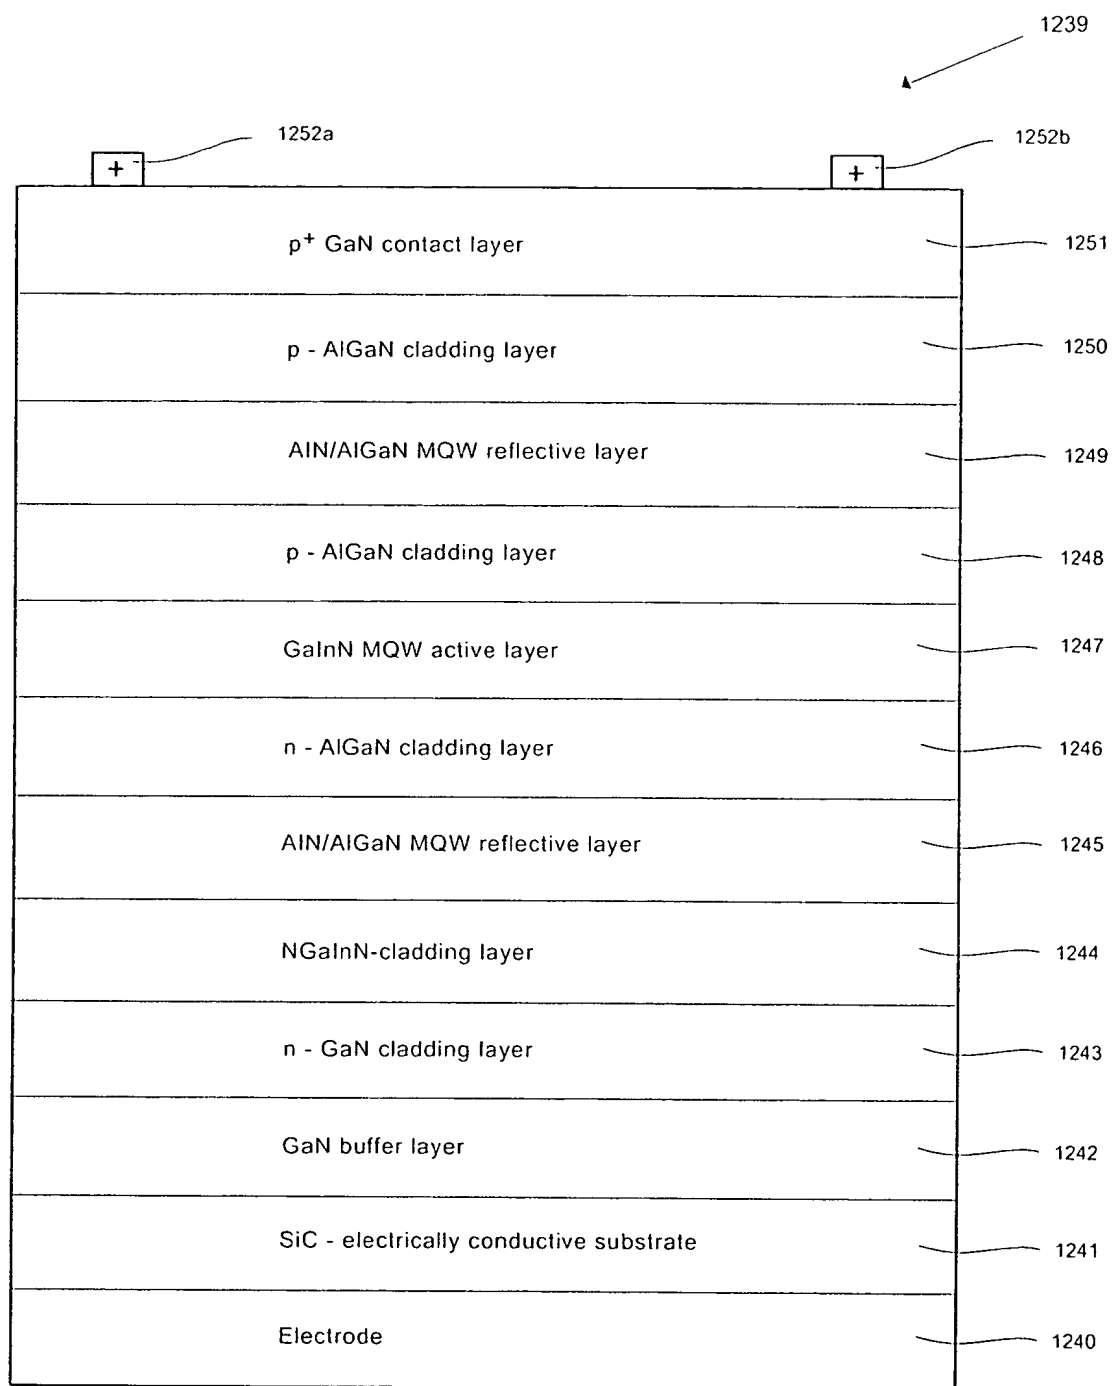 1239
1252a
1252b
+
+
p+ GaN contact layer
1251
p - AlGaN cladding layer
1250
AlN/AlGaN MQW reflective layer
1249
p - AlGaN cladding layer
1248
GaInN MQW active layer
1247
n - AlGaN cladding layer
1246
AlN/AlGaN MQW reflective layer
1245
NGaInN-cladding layer
1244
n - GaN cladding layer
1243
GaN buffer layer
1242
SiC - electrically conductive substrate
1241
Electrode
1240